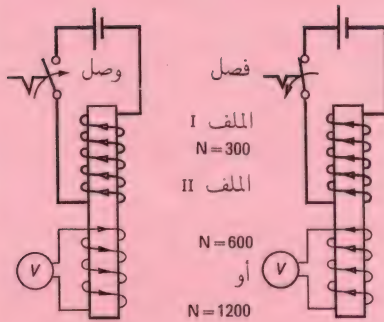 وصل
فصل
الملف I
N=300
الملف II
N=600
أو
N=1200
V
V